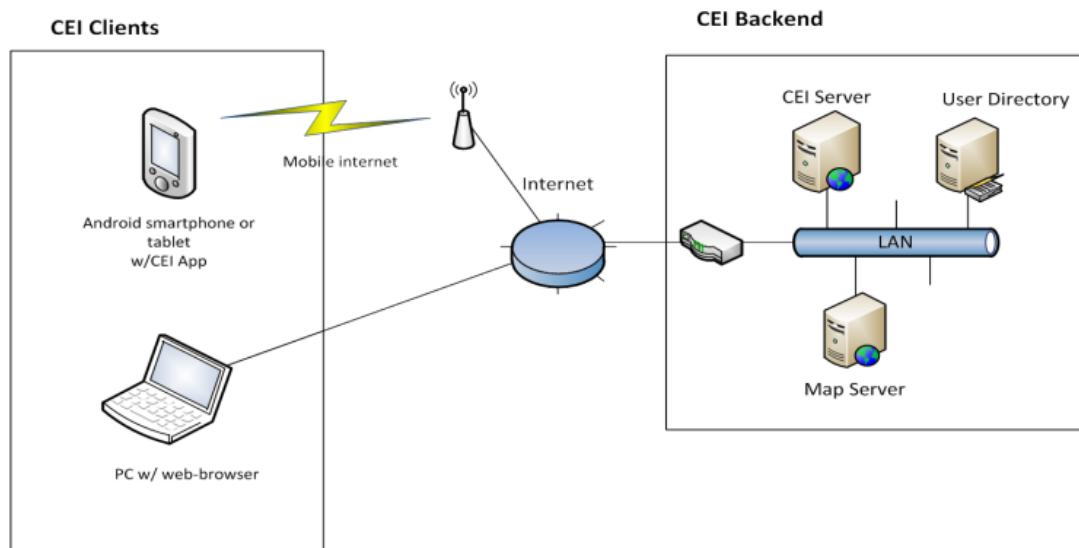 CEI Clients
CEI Backend
Mobile internet
Android smartphone or
tablet
w/CEI App
PC w/ web-browser
Internet
CEI Server
User Directory
LAN
Map Server